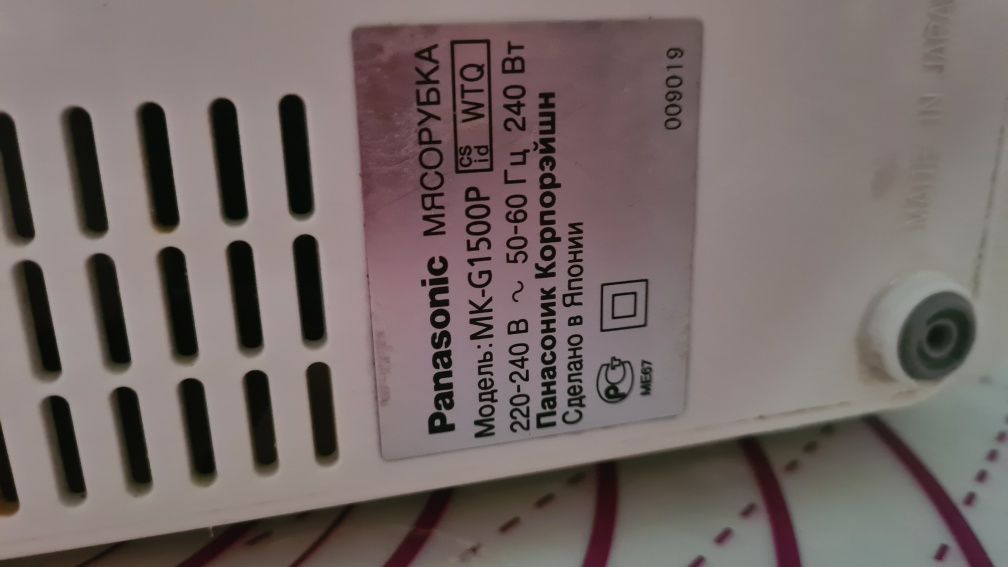 Panasonic МЯСОРУБКА
Модель: MK-G1500P CS id WTQ
220-240 В ~ 50-60 Гц 240 Вт
Панасоник Корпорэйшн
Сделано в Японии
РСТ
ME67
009019
MADE IN JAPAN